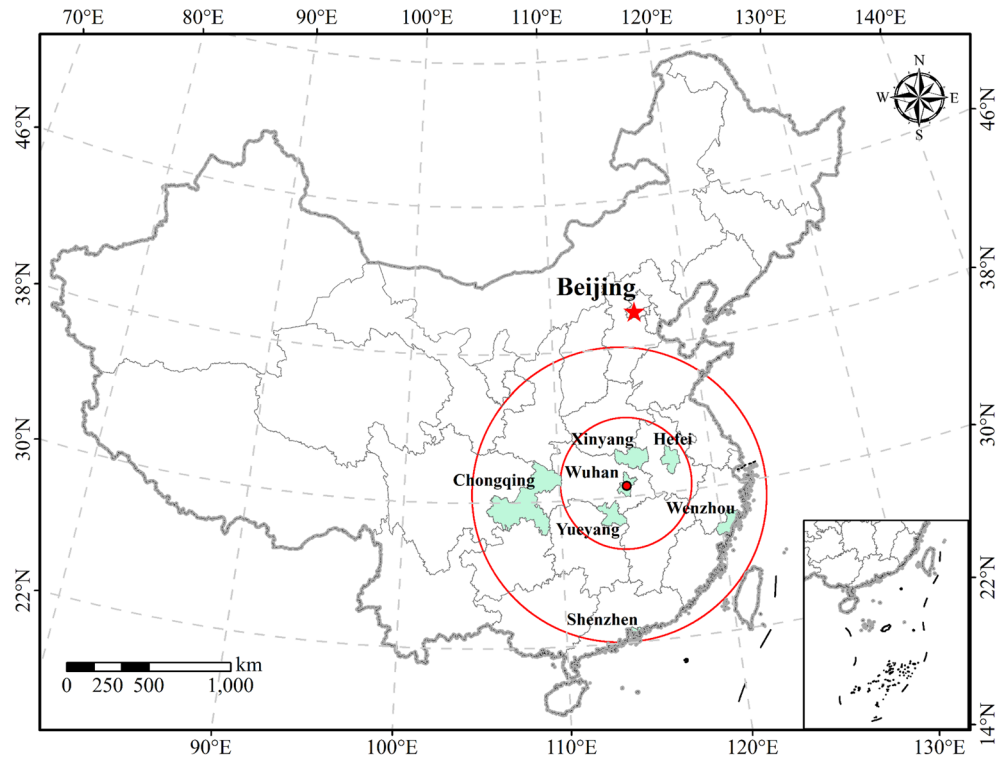 70°E 80°E 90°E 100°E 110°E 120°E 130°E 140°E
N
W E
S
46°N 46°N
38°N 38°N
Beijing
30°N 30°N
Xinyang Hefei
Chongqing Wuhan
Wenzhou
Yueyang
22°N 22°N
Shenzhen
km
0 250 500 1,000
14°N
90°E 100°E 110°E 120°E 130°E